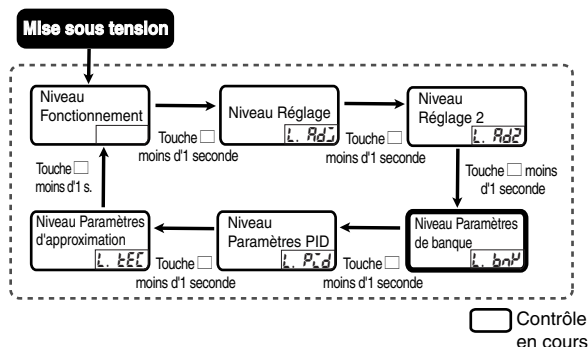 Mise sous tension
Niveau
Fonctionnement
Touche
moins d'1 seconde
Niveau Réglage
L. AdJ
Touche
moins d'1 seconde
Niveau
Réglage 2
L. Ad2
Touche moins
d'1 seconde
Niveau Paramètres
de banque
L. bnK
Touche
moins d'1 seconde
Niveau
Paramètres PID
L. Pid
Touche
moins d'1 seconde
Niveau Paramètres
d'approximation
L. tEC
Touche
moins d'1 s.
Contrôle
en cours